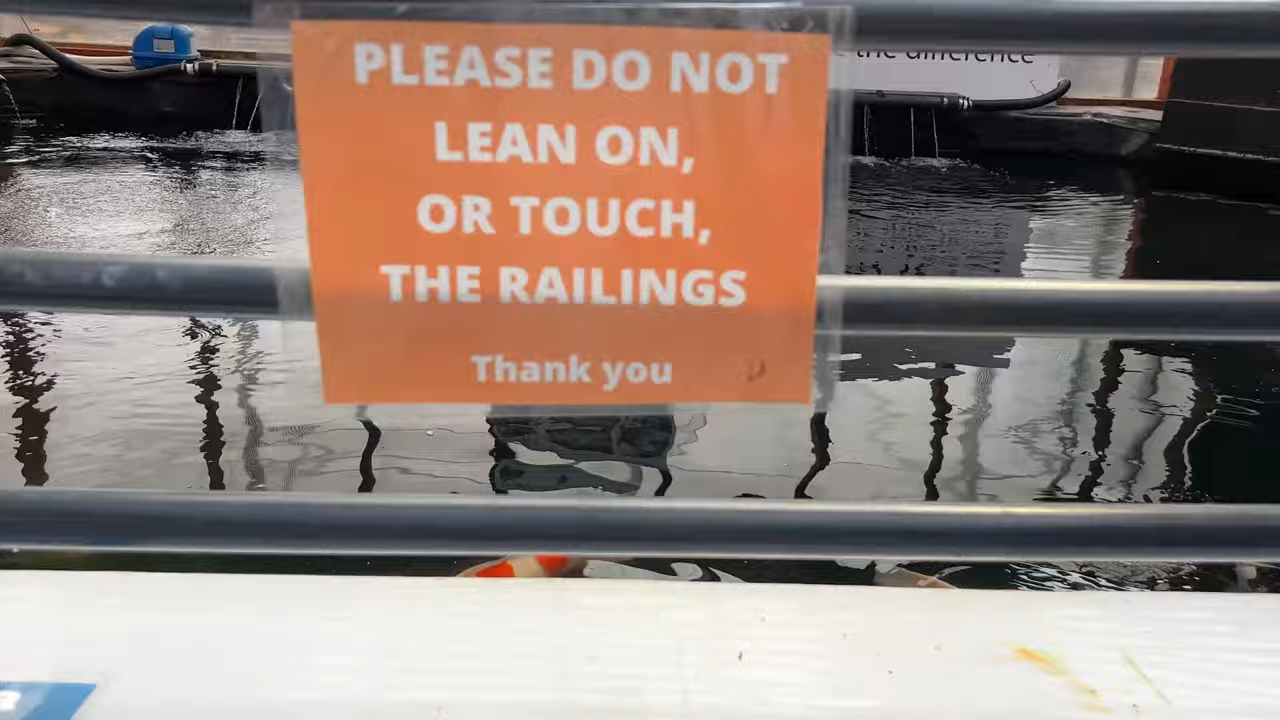 PLEASE DO NOT
LEAN ON,
OR TOUCH,
THE RAILINGS
Thank you
the difference